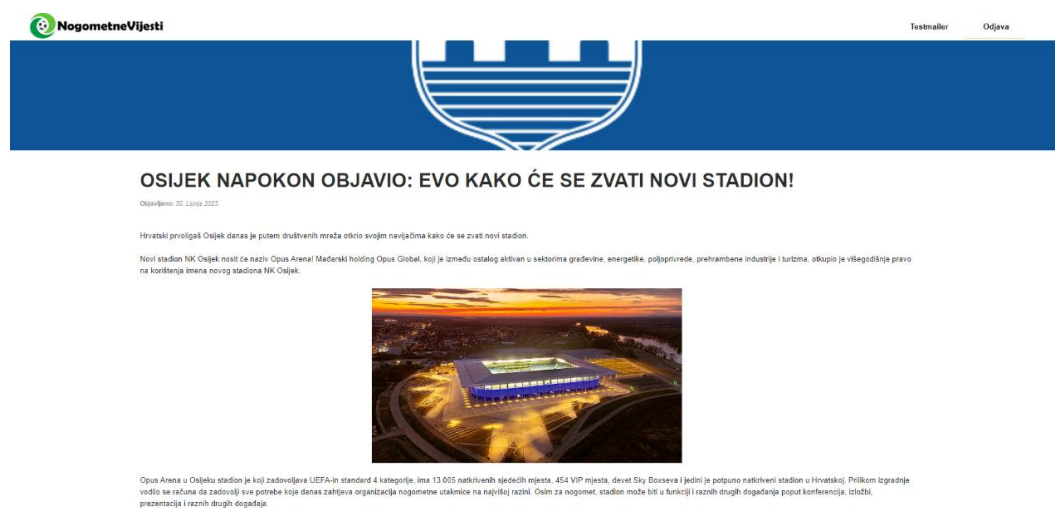 NogometneVijesti
Testmailer
Odjava
OSIJEK NAPOKON OBJAVIO: EVO KAKO ĆE SE ZVATI NOVI STADION!
Objavljeno: 30. Lipnja 2023
Hrvatski prvoligaš Osijek danas je putem društvenih mreža otkrio svojim navijačima kako će se zvati novi stadion.
Novi stadion NK Osijek nosit će naziv Opus Arena! Mađarski holding Opus Global, koji je između ostalog aktivan u sektorima građevine, energetike, poljoprivrede, prehrambene industrije i turizma, otkupio je višegodišnje pravo
na korištenja imena novog stadiona NK Osijek.
Opus Arena u Osijeku stadion je koji zadovoljava UEFA-in standard 4 kategorije, ima 13.005 natkrivenih sjedećih mjesta, 454 VIP mjesta, devet Sky Boxseva i jedini je potpuno natkriveni stadion u Hrvatskoj. Prilikom izgradnje
vodilo se računa da zadovolji sve potrebe koje danas zahtjeva organizacija nogometne utakmice na najvišoj razini. Osim za nogomet, stadion može biti u funkciji i raznih drugih događanja poput konferencija, izložbi,
prezentacija i raznih drugih događaja.